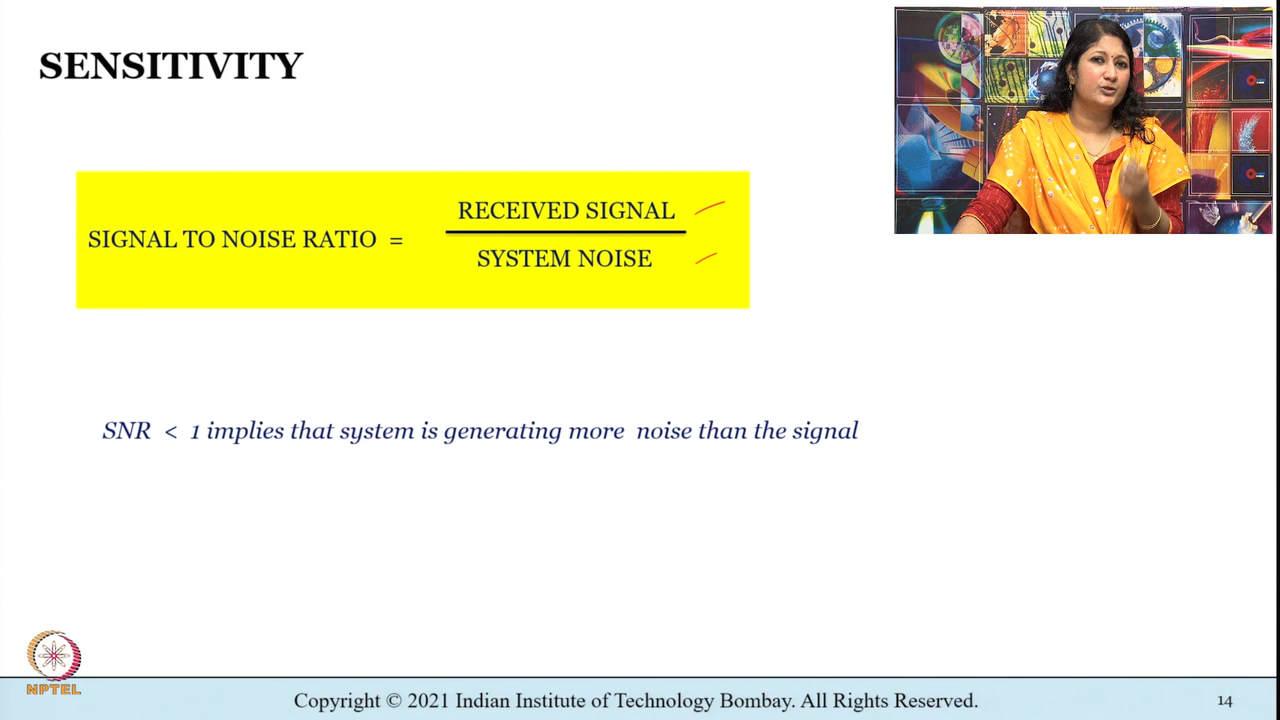 SENSITIVITY
SIGNAL TO NOISE RATIO =
RECEIVED SIGNAL
SYSTEM NOISE
SNR < 1 implies that system is generating more noise than the signal
NPTEL
Copyright © 2021 Indian Institute of Technology Bombay. All Rights Reserved.
14